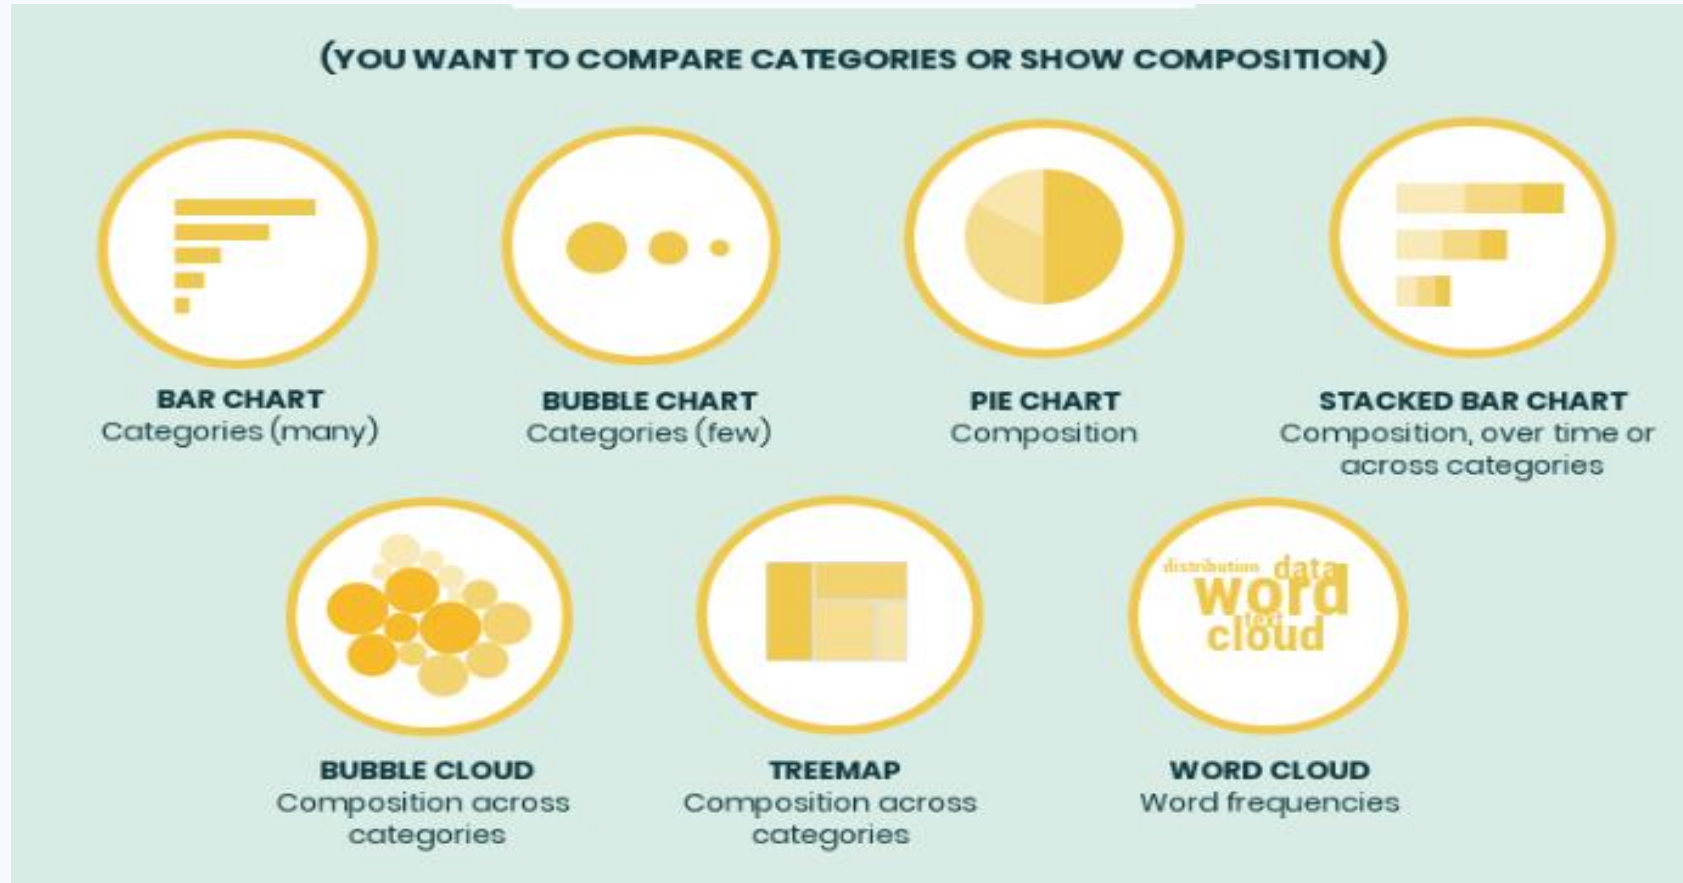 (YOU WANT TO COMPARE CATEGORIES OR SHOW COMPOSITION)
BAR CHART
Categories (many)
BUBBLE CHART
Categories (few)
PIE CHART
Composition
STACKED BAR CHART
Composition, over time or
across categories
distribution data
word
text
cloud
BUBBLE CLOUD
Composition across
categories
TREEMAP
Composition across
categories
WORD CLOUD
Word frequencies